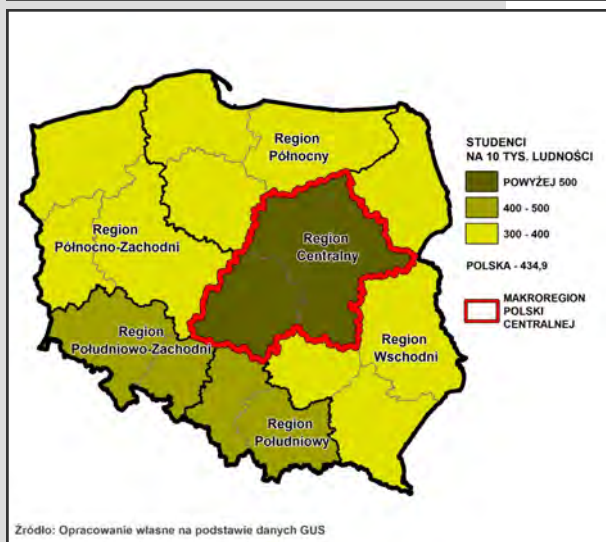 Region
Północny
Region
Północno-Zachodni
Region
Centralny
Region
Południowo-Zachodni
Region
Wschodni
Region
Południowy
STUDENCI
NA 10 TYS. LUDNOŚCI
POWYŻEJ 500
400 - 500
300 - 400
POLSKA - 434,9
MAKROREGION
POLSKI
CENTRALNEJ
Źródło: Opracowanie własne na podstawie danych GUS